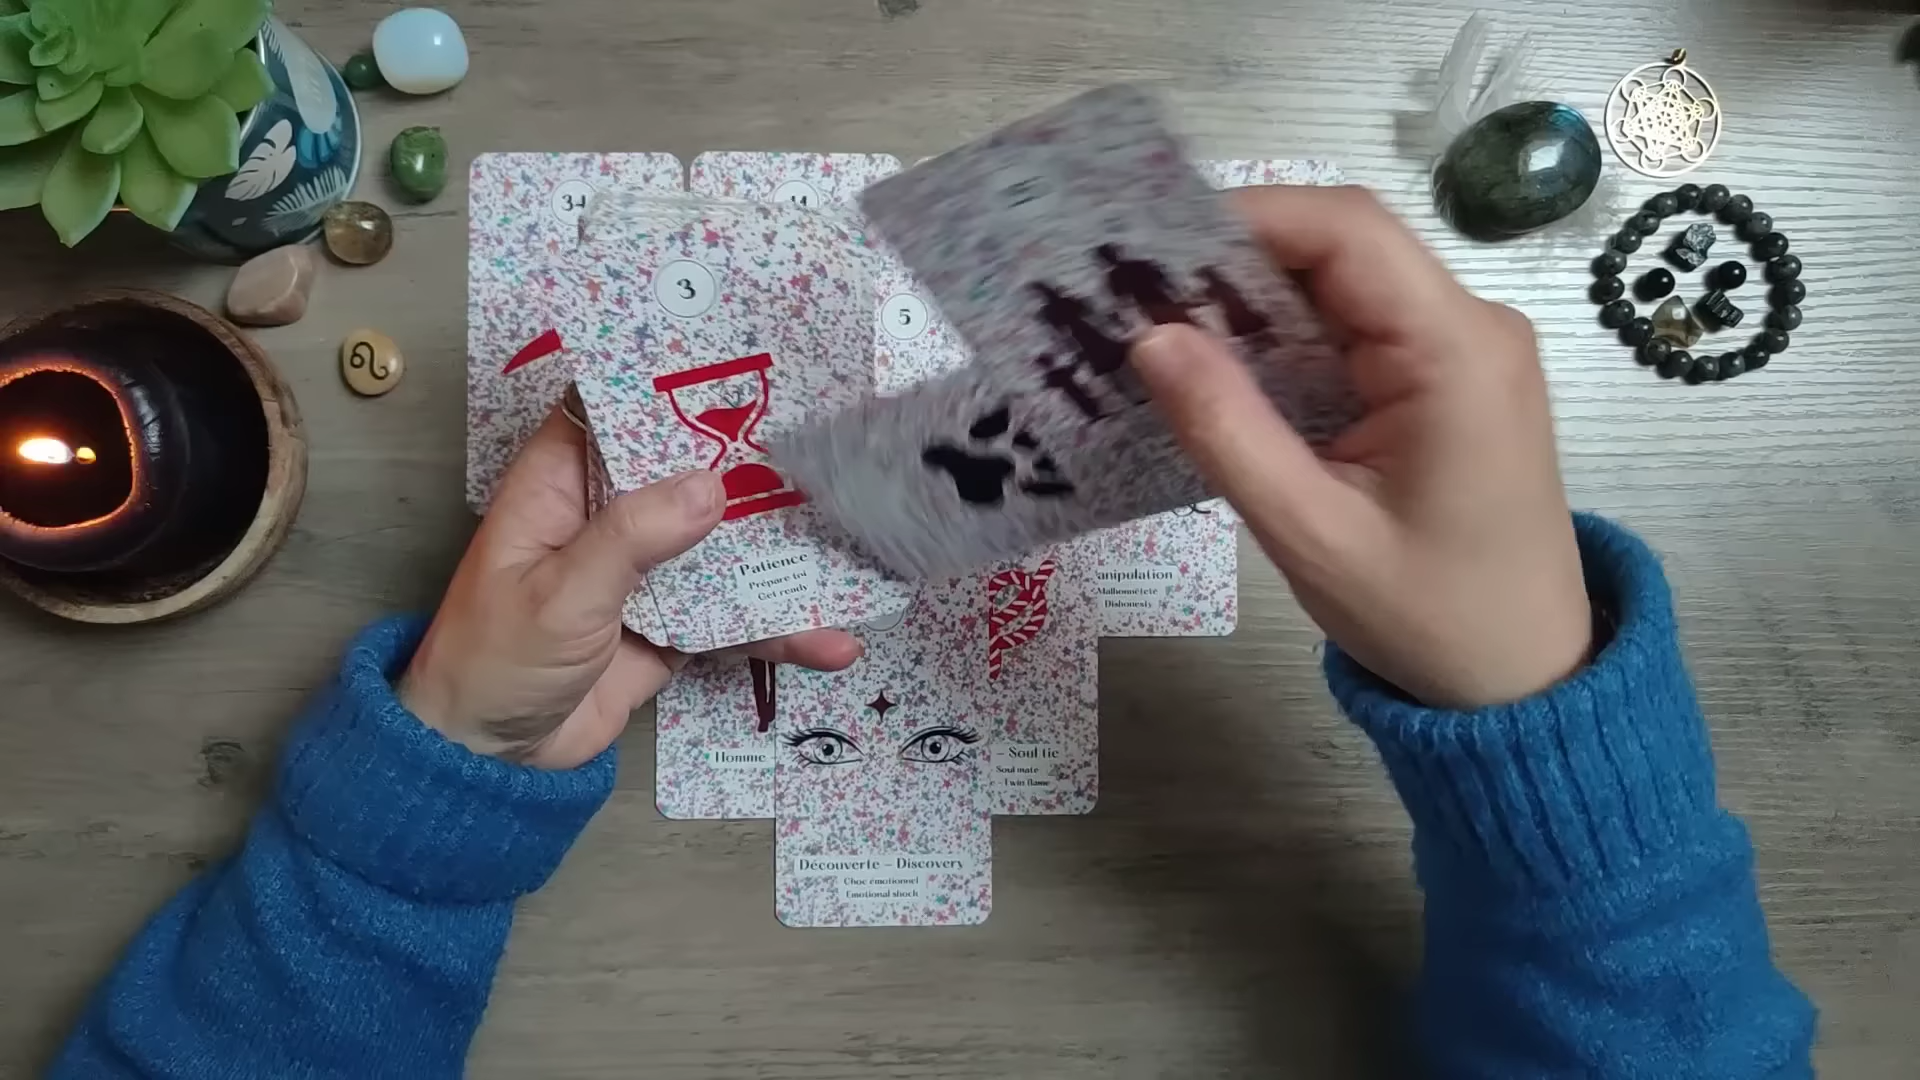 34
44
3
5
Patience
Prépare toi
Get ready
anipulation
Malhonnêteté
Dishonesty
Homme
– Soul tie
Soul mate
e – Twin flame
Découverte – Discovery
Choc émotionnel
Emotional shock